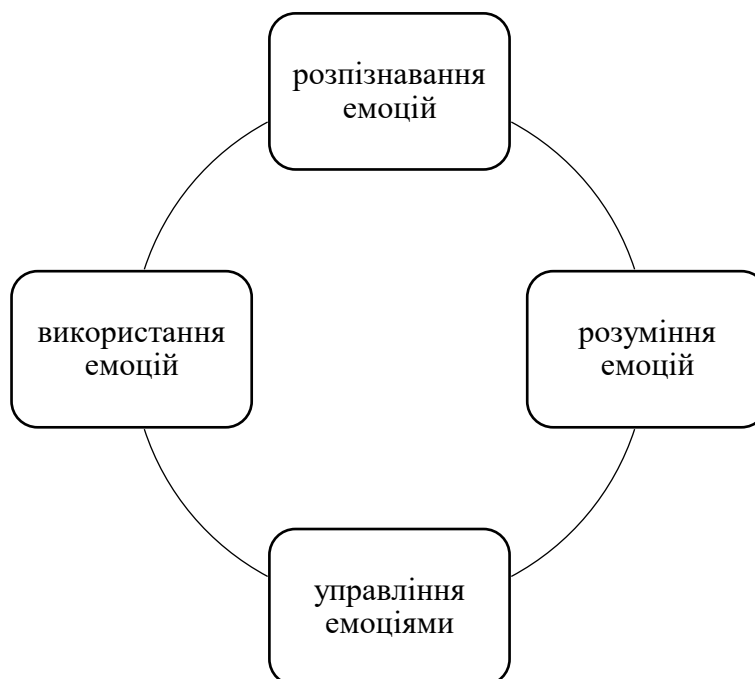 розпізнавання
емоцій
використання
емоцій
розуміння
емоцій
управління
емоціями